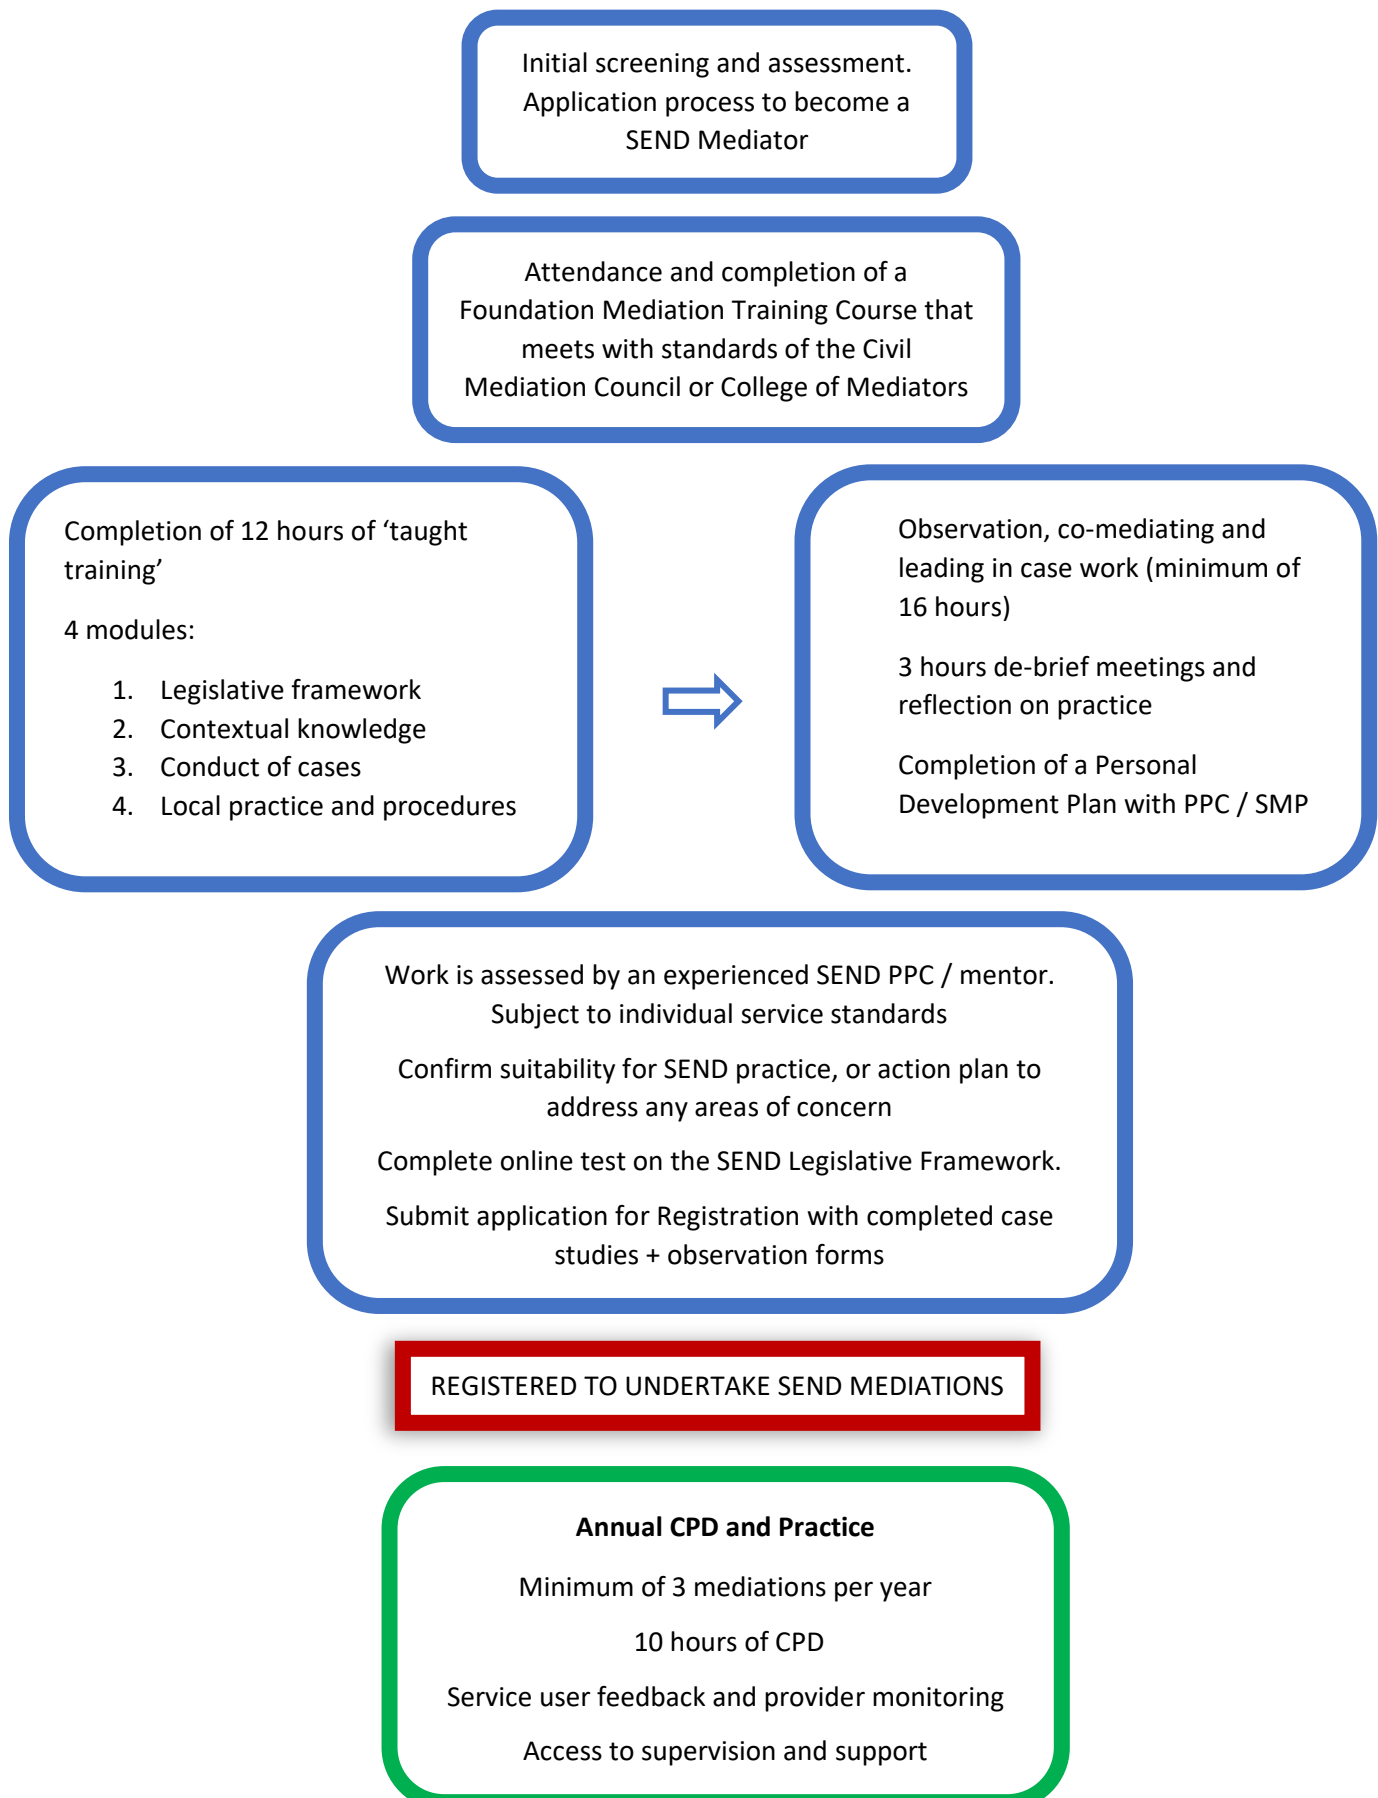 Initial screening and assessment.
Application process to become a
SEND Mediator
Attendance and completion of a
Foundation Mediation Training Course that
meets with standards of the Civil
Mediation Council or College of Mediators
Completion of 12 hours of ‘taught
training’
4 modules:
1. Legislative framework
2. Contextual knowledge
3. Conduct of cases
4. Local practice and procedures
Observation, co-mediating and
leading in case work (minimum of
16 hours)
3 hours de-brief meetings and
reflection on practice
Completion of a Personal
Development Plan with PPC / SMP
Work is assessed by an experienced SEND PPC / mentor.
Subject to individual service standards
Confirm suitability for SEND practice, or action plan to
address any areas of concern
Complete online test on the SEND Legislative Framework.
Submit application for Registration with completed case
studies + observation forms
REGISTERED TO UNDERTAKE SEND MEDIATIONS
Annual CPD and Practice
Minimum of 3 mediations per year
10 hours of CPD
Service user feedback and provider monitoring
Access to supervision and support